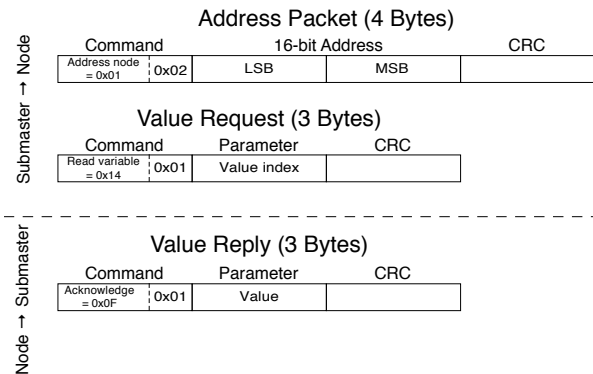 Address Packet (4 Bytes)
Command 16-bit Address CRC
Address node
= 0x01
0x02 LSB MSB
Submaster → Node
Value Request (3 Bytes)
Command Parameter CRC
Read variable
= 0x14
0x01 Value index
Value Reply (3 Bytes)
Command Parameter CRC
Acknowledge
= 0x0F
0x01 Value
Node → Submaster